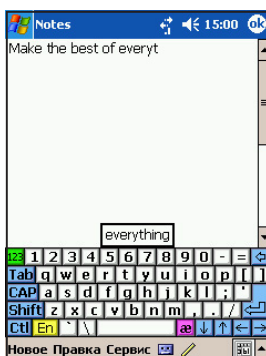 Notes 15:00 ok
Make the best of everyt
everything
123 1 2 3 4 5 6 7 8 9 0 - =
Tab q w e r t y u i o p [ ]
CAP a s d f g h j k l ; '
Shift z x c v b n m , . /
Ctl En ` \ æ
Новое Правка Сервис